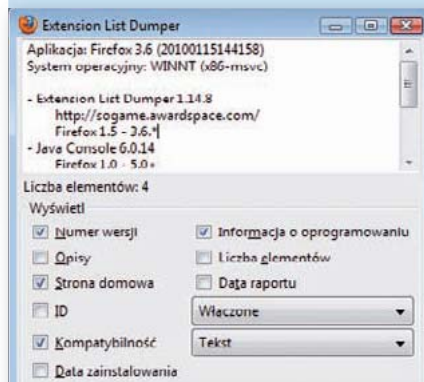 Extension List Dumper
Aplikacja: Firefox 3.6 (20100115144158)
System operacyjny: WINNT (x86-msvc)
- Extension List Dumper 1.14.8
http://sogame.awardspace.com/
Firefox 1.5 - 3.6.*
- Java Console 6.0.14
Firefox 1.0 - 5.0+
Liczba elementów: 4
Wyświetl
Numer wersji
Informacja o oprogramowaniu
Opisy
Liczba elementów
Strona domowa
Data raportu
ID
Włączone
Kompatybilność
Tekst
Data zainstalowania